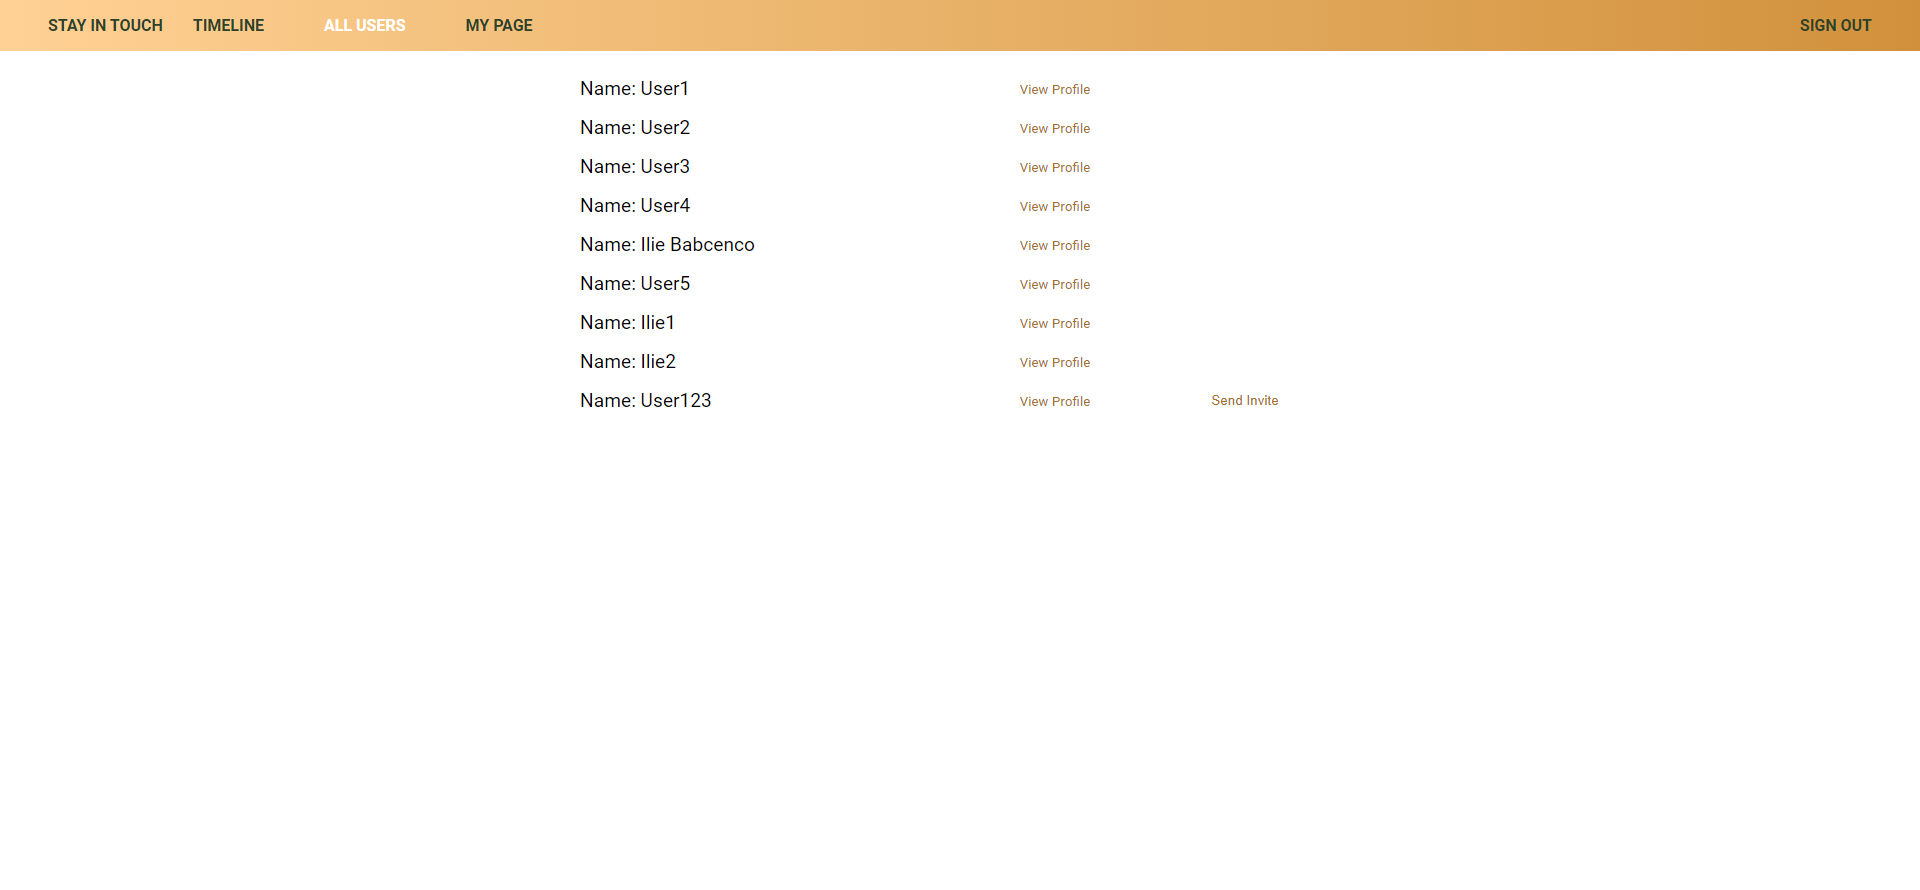 STAY IN TOUCH TIMELINE ALL USERS MY PAGE SIGN OUT
Name: User1 View Profile
Name: User2 View Profile
Name: User3 View Profile
Name: User4 View Profile
Name: Ilie Babcenco View Profile
Name: User5 View Profile
Name: Ilie1 View Profile
Name: Ilie2 View Profile
Name: User123 View Profile Send Invite